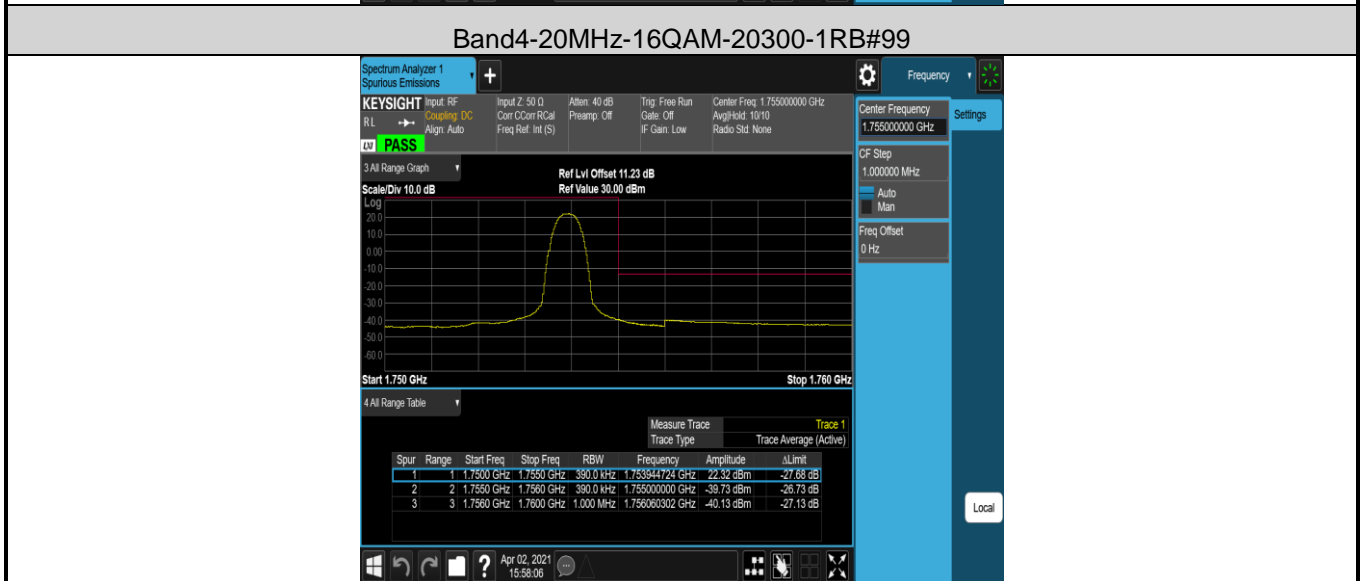 Band4-20MHz-16QAM-20300-1RB#99
Spectrum Analyzer 1
Spurious Emissions
+
Frequency
KEYSIGHT
RL
PASS
Input: RF
Coupling: DC
Align: Auto
Input Z: 50 Ω
Corr CCorr RCal
Freq Ref: Int (S)
Atten: 40 dB
Preamp: Off
Trig: Free Run
Gate: Off
IF Gain: Low
Center Freq: 1.755000000 GHz
Avg|Hold: 10/10
Radio Std: None
Center Frequency
1.755000000 GHz
Settings
CF Step
1.000000 MHz
Auto
Man
Freq Offset
0 Hz
3 All Range Graph
Ref Lvl Offset 11.23 dB
Scale/Div 10.0 dB
Ref Value 30.00 dBm
Log
20.0
10.0
0.00
-10.0
-20.0
-30.0
-40.0
-50.0
-60.0
Start 1.750 GHz
Stop 1.760 GHz
4 All Range Table
Measure Trace Trace 1
Trace Type Trace Average (Active)
Spur Range Start Freq Stop Freq RBW Frequency Amplitude ΔLimit
1 1 1.7500 GHz 1.7550 GHz 390.0 kHz 1.753944724 GHz 22.32 dBm -27.68 dB
2 2 1.7550 GHz 1.7560 GHz 390.0 kHz 1.755000000 GHz -39.73 dBm -26.73 dB
3 3 1.7560 GHz 1.7600 GHz 1.000 MHz 1.756060302 GHz -40.13 dBm -27.13 dB
Local
?
Apr 02, 2021
15:58:06